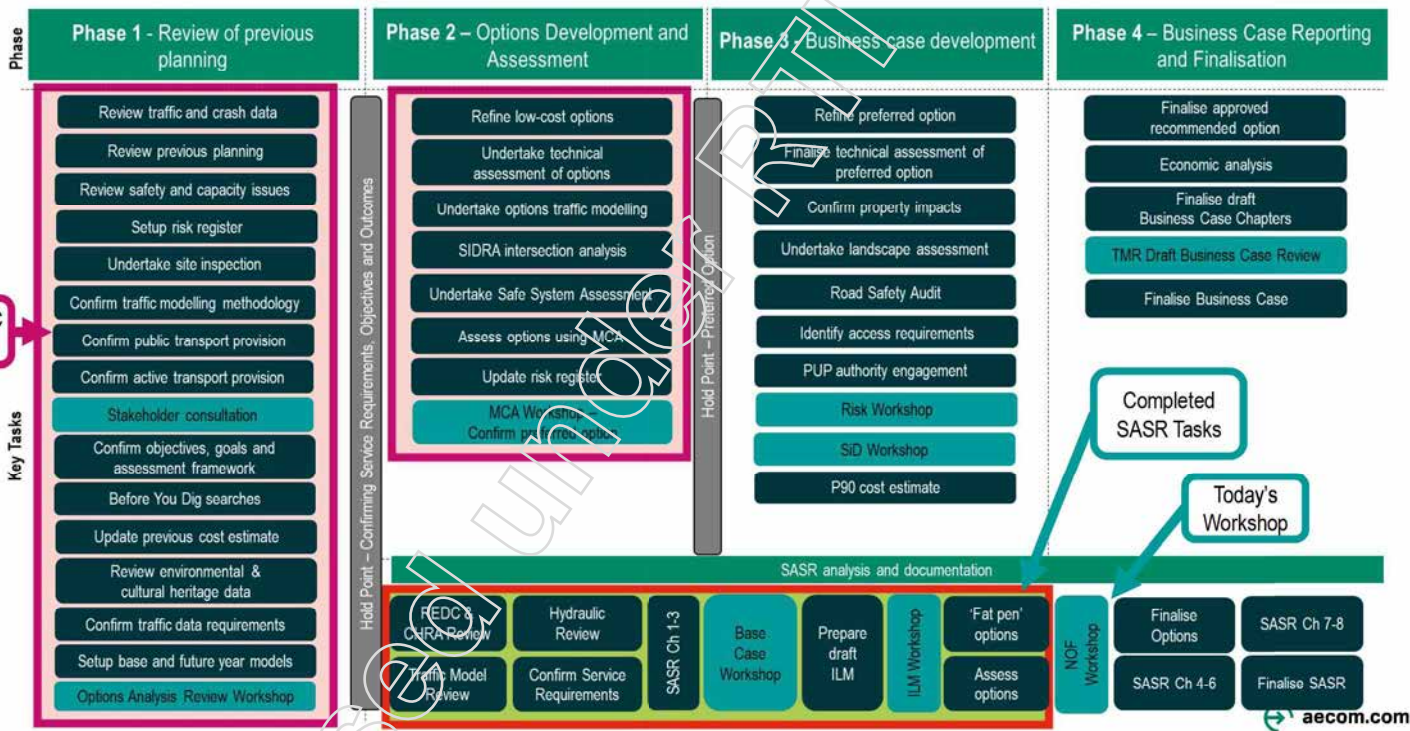 Phase
Phase 1 - Review of previous
planning
Phase 2 – Options Development and
Assessment
Phase 3 - Business case development
Phase 4 – Business Case Reporting
and Finalisation
Key Tasks
Review traffic and crash data
Review previous planning
Review safety and capacity issues
Setup risk register
Undertake site inspection
Confirm traffic modelling methodology
Confirm public transport provision
Confirm active transport provision
Stakeholder consultation
Confirm objectives, goals and
assessment framework
Before You Dig searches
Update previous cost estimate
Review environmental &
cultural heritage data
Confirm traffic data requirements
Setup base and future year models
Options Analysis Review Workshop
Hold Point – Confirming Service Requirements, Objectives and Outcomes
Refine low-cost options
Undertake technical
assessment of options
Undertake options traffic modelling
SIDRA intersection analysis
Undertake Safe System Assessment
Assess options using MCA
Update risk register
MCA Workshop –
Confirm preferred option
Hold Point – Preferred Option
Refine preferred option
Finalise technical assessment of
preferred option
Confirm property impacts
Undertake landscape assessment
Road Safety Audit
Identify access requirements
PUP authority engagement
Risk Workshop
SiD Workshop
P90 cost estimate
Finalise approved
recommended option
Economic analysis
Finalise draft
Business Case Chapters
TMR Draft Business Case Review
Finalise Business Case
Completed
SASR Tasks
Today's
Workshop
SASR analysis and documentation
REDC &
CHRA Review
Traffic Model
Review
Hydraulic
Review
Confirm Service
Requirements
SASR Ch 1-3
Base
Case
Workshop
Prepare
draft
ILM
ILM Workshop
'Fat pen'
options
Assess
options
NOF
Workshop
Finalise
Options
SASR Ch 4-6
SASR Ch 7-8
Finalise SASR
aecom.com
under RTI